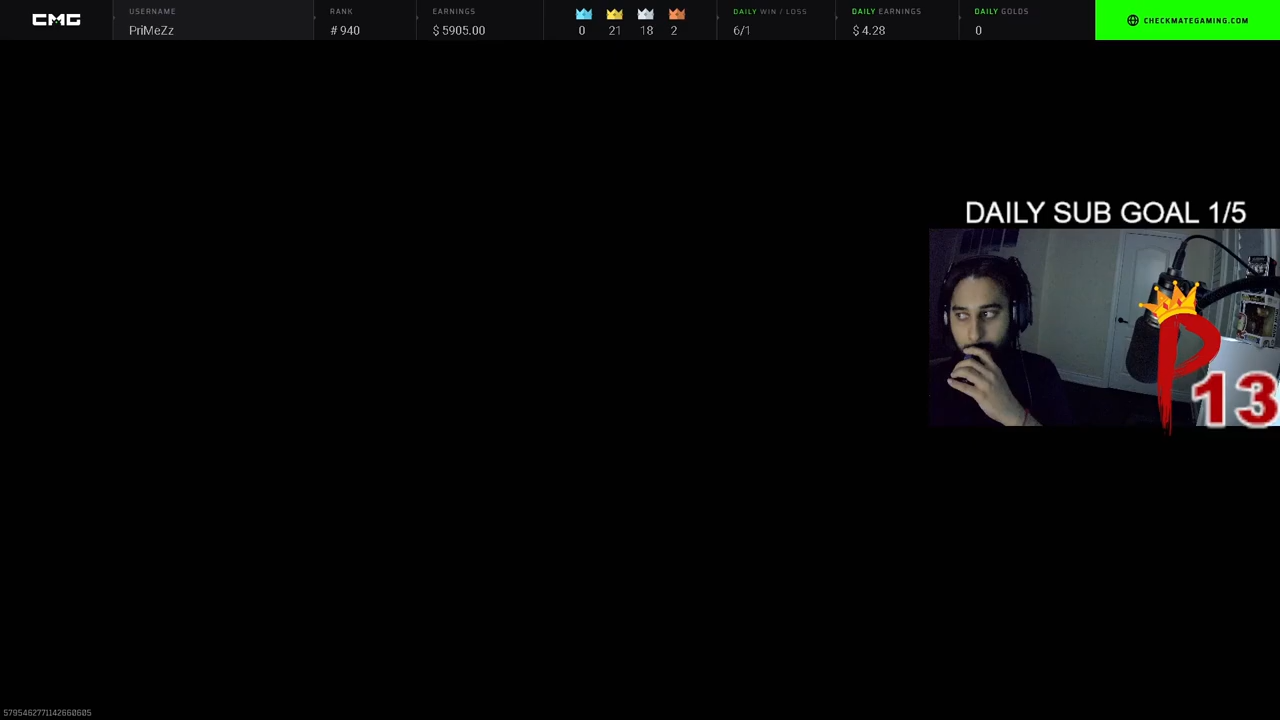 CMG
USERNAME
PriMeZz
RANK
# 940
EARNINGS
$ 5905.00
0 21 18 2
DAILY WIN / LOSS
6/1
DAILY EARNINGS
$ 4.28
DAILY GOLDS
0
CHECKMATEGAMING.COM
DAILY SUB GOAL 1/5
P
13
5795462771142660605